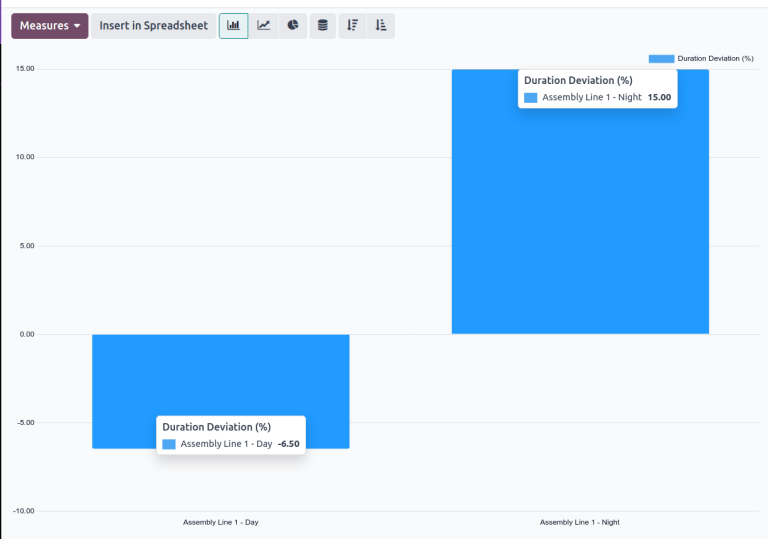 Measures
Insert in Spreadsheet
Duration Deviation (%)
15.00
Duration Deviation (%)
Assembly Line 1 - Night 15.00
10.00
5.00
0.00
-5.00
Duration Deviation (%)
Assembly Line 1 - Day -6.50
-10.00
Assembly Line 1 - Day
Assembly Line 1 - Night